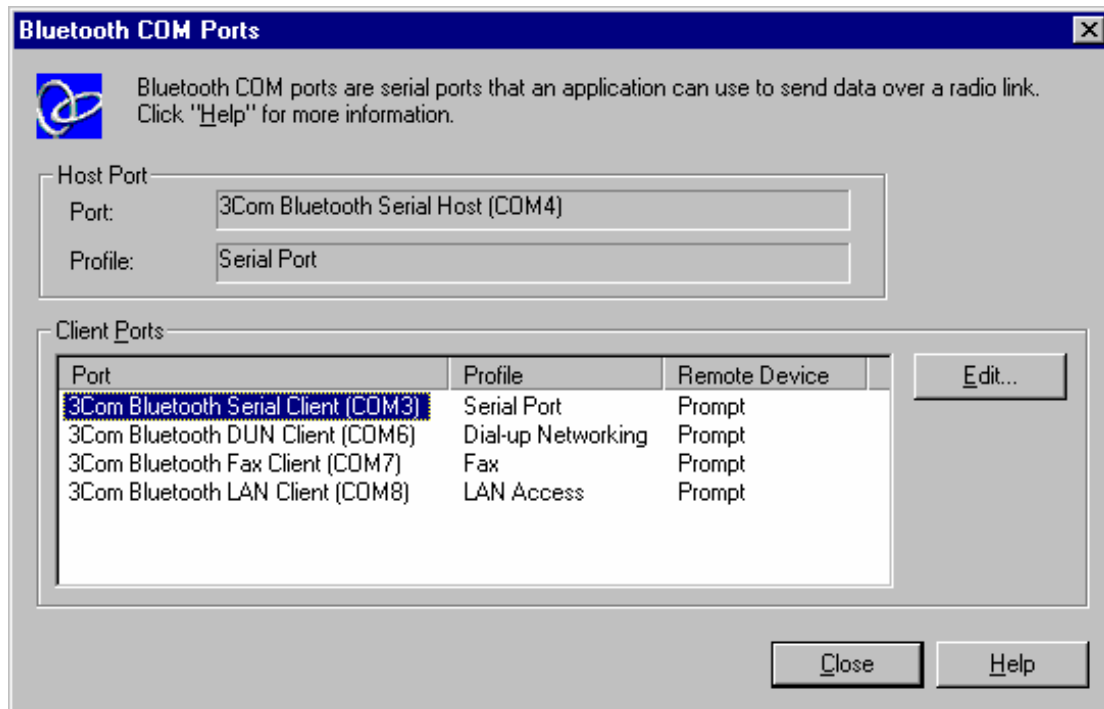 Bluetooth COM Ports
Bluetooth COM ports are serial ports that an application can use to send data over a radio link.
Click "Help" for more information.
Host Port
Port: 3Com Bluetooth Serial Host (COM4)
Profile: Serial Port
Client Ports
Port Profile Remote Device
3Com Bluetooth Serial Client (COM3) Serial Port Prompt
3Com Bluetooth DUN Client (COM6) Dial-up Networking Prompt
3Com Bluetooth Fax Client (COM7) Fax Prompt
3Com Bluetooth LAN Client (COM8) LAN Access Prompt
Edit...
Close Help